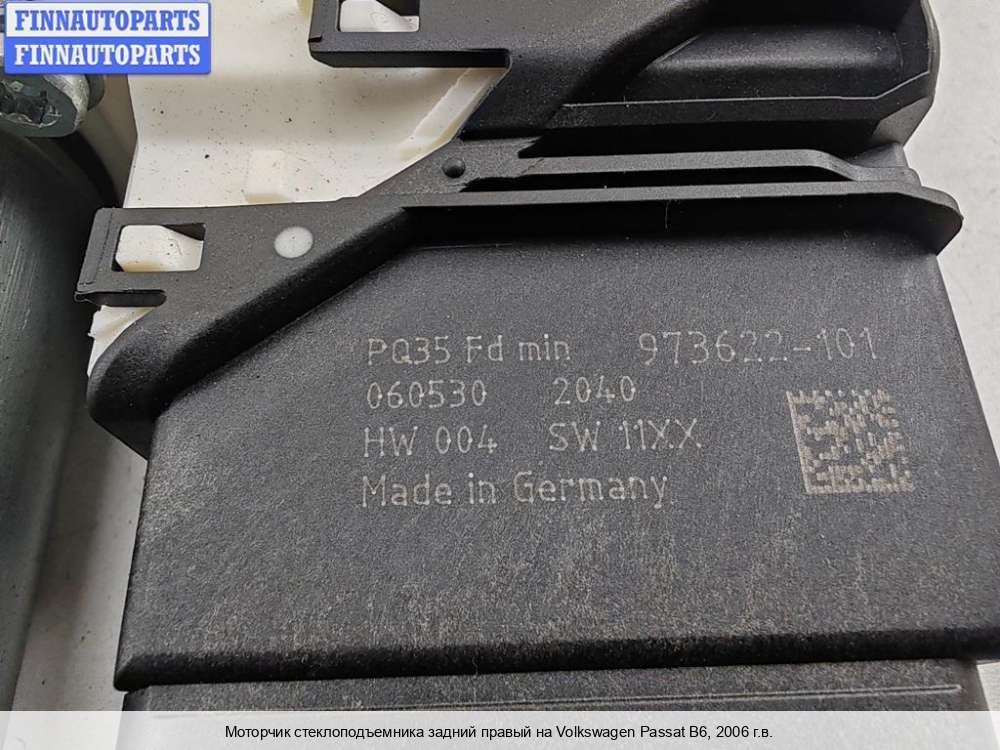 FINNAUTOPARTS
FINNAUTOPARTS
PQ35 Fd min 973622-101
060530 2040
HW 004 SW 11XX
Made in Germany
Моторчик стеклоподъемника задний правый на Volkswagen Passat B6, 2006 г.в.